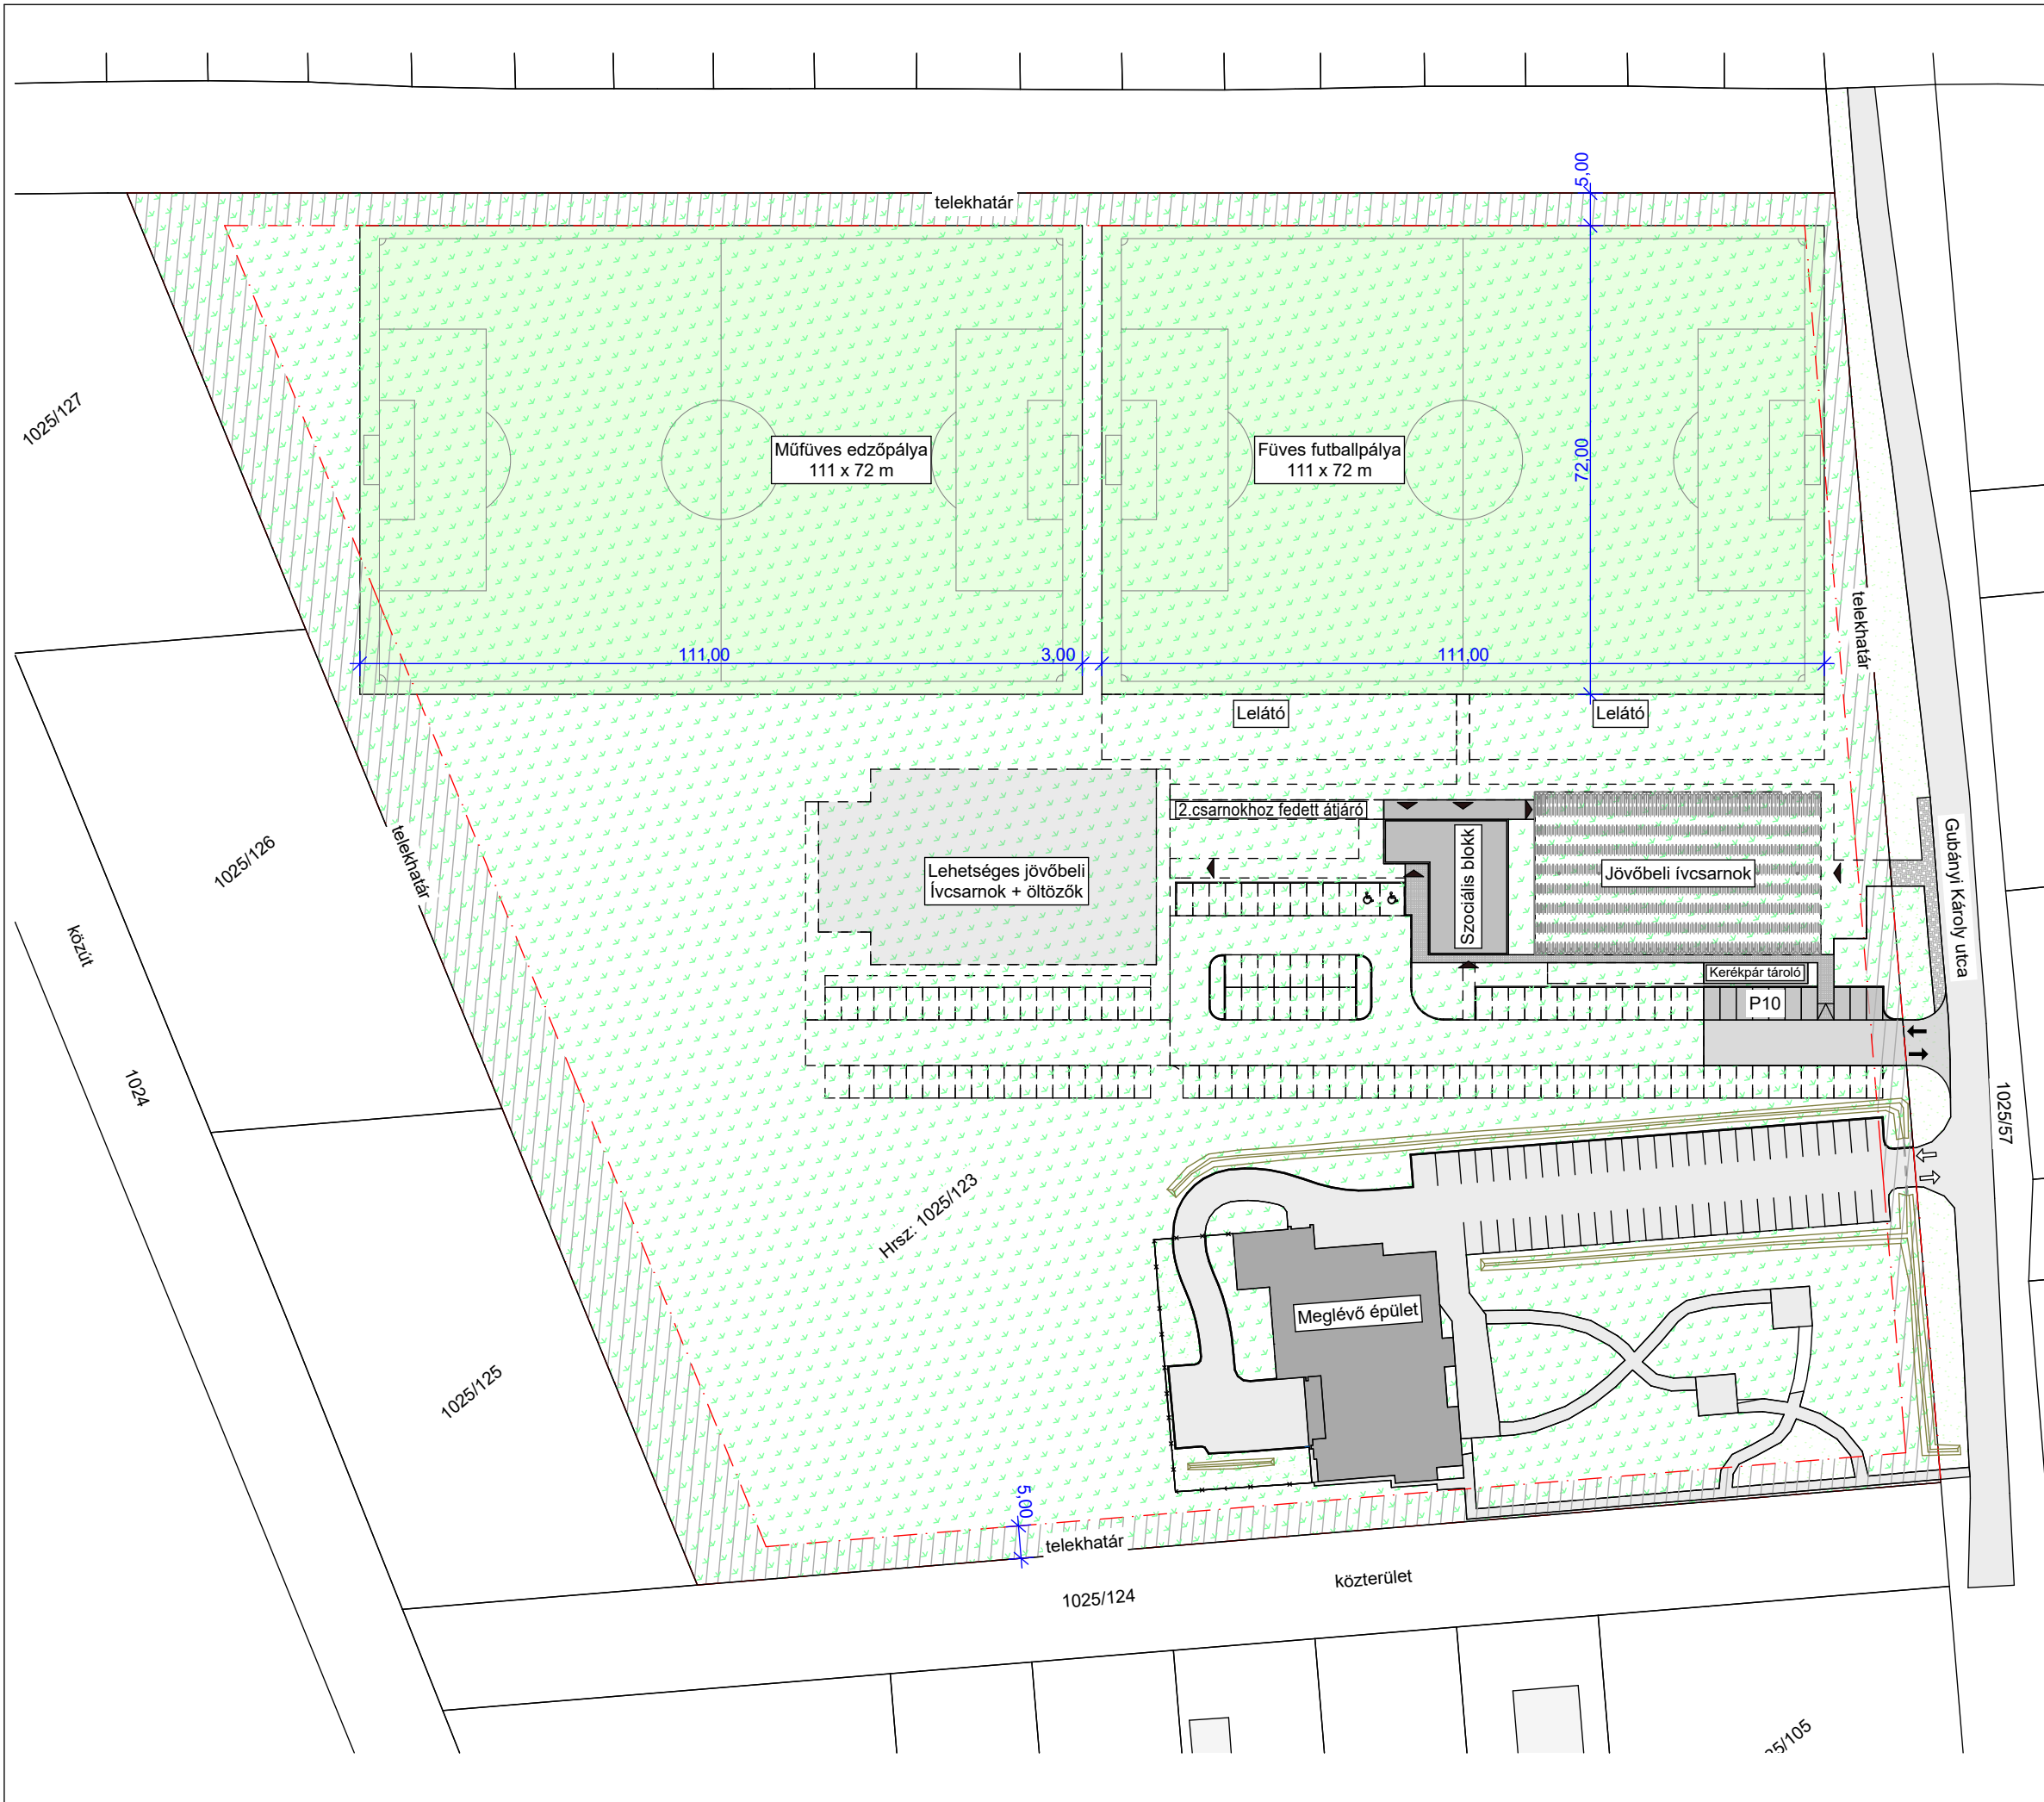 telekhatár
5,00
1025/127
Műfüves edzőpálya
111 x 72 m
Füves futballpálya
111 x 72 m
72,00
telekhatár
111,00
3,00
111,00
Lelátó
Lelátó
2.csarnokhoz fedett átjáró
Szociális blokk
Lehetséges jövőbeli
Ívcsarnok + öltözők
Jövőbeli ívcsarnok
Gubányi Károly utca
telekhatár
1025/126
közút
Kerékpár tároló
P10
1024
1025/57
Hrsz: 1025/123
Meglévő épület
1025/125
5,00
telekhatár
közterület
1025/124